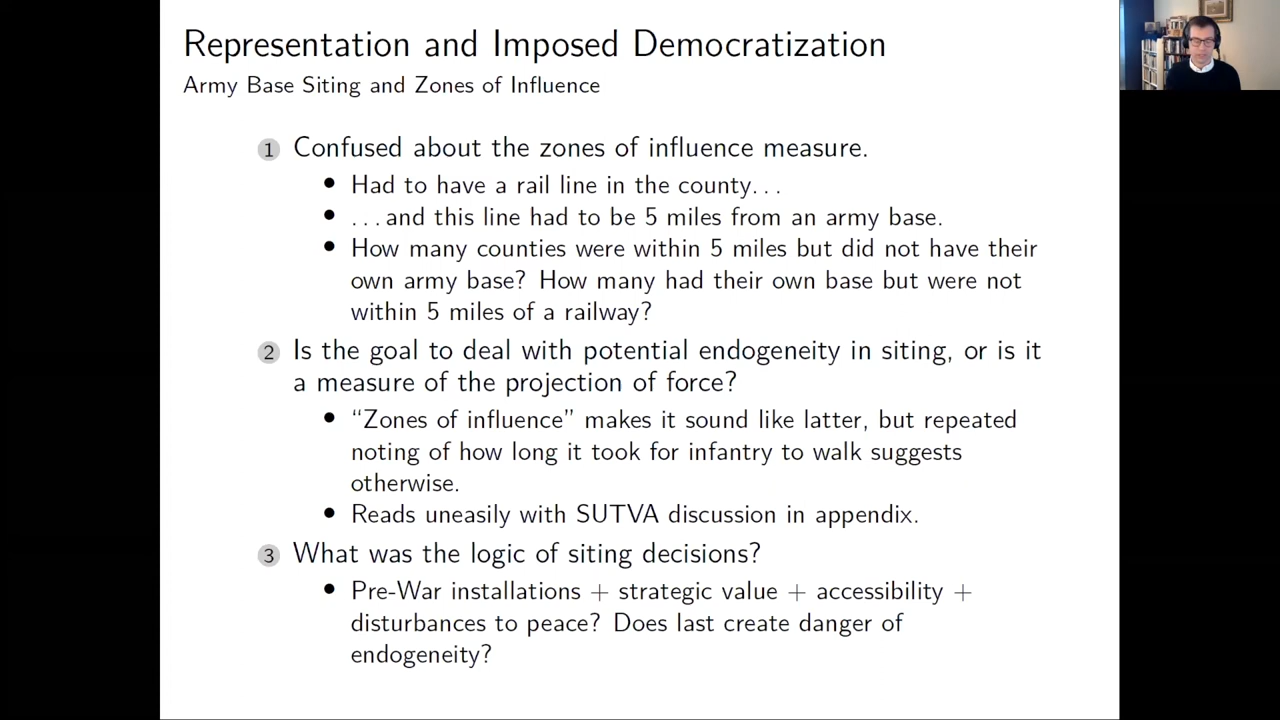 Representation and Imposed Democratization
Army Base Siting and Zones of Influence
1 Confused about the zones of influence measure.
• Had to have a rail line in the county. . .
• . . . and this line had to be 5 miles from an army base.
• How many counties were within 5 miles but did not have their
own army base? How many had their own base but were not
within 5 miles of a railway?
2 Is the goal to deal with potential endogeneity in siting, or is it
a measure of the projection of force?
• “Zones of influence” makes it sound like latter, but repeated
noting of how long it took for infantry to walk suggests
otherwise.
• Reads uneasily with SUTVA discussion in appendix.
3 What was the logic of siting decisions?
• Pre-War installations + strategic value + accessibility +
disturbances to peace? Does last create danger of
endogeneity?